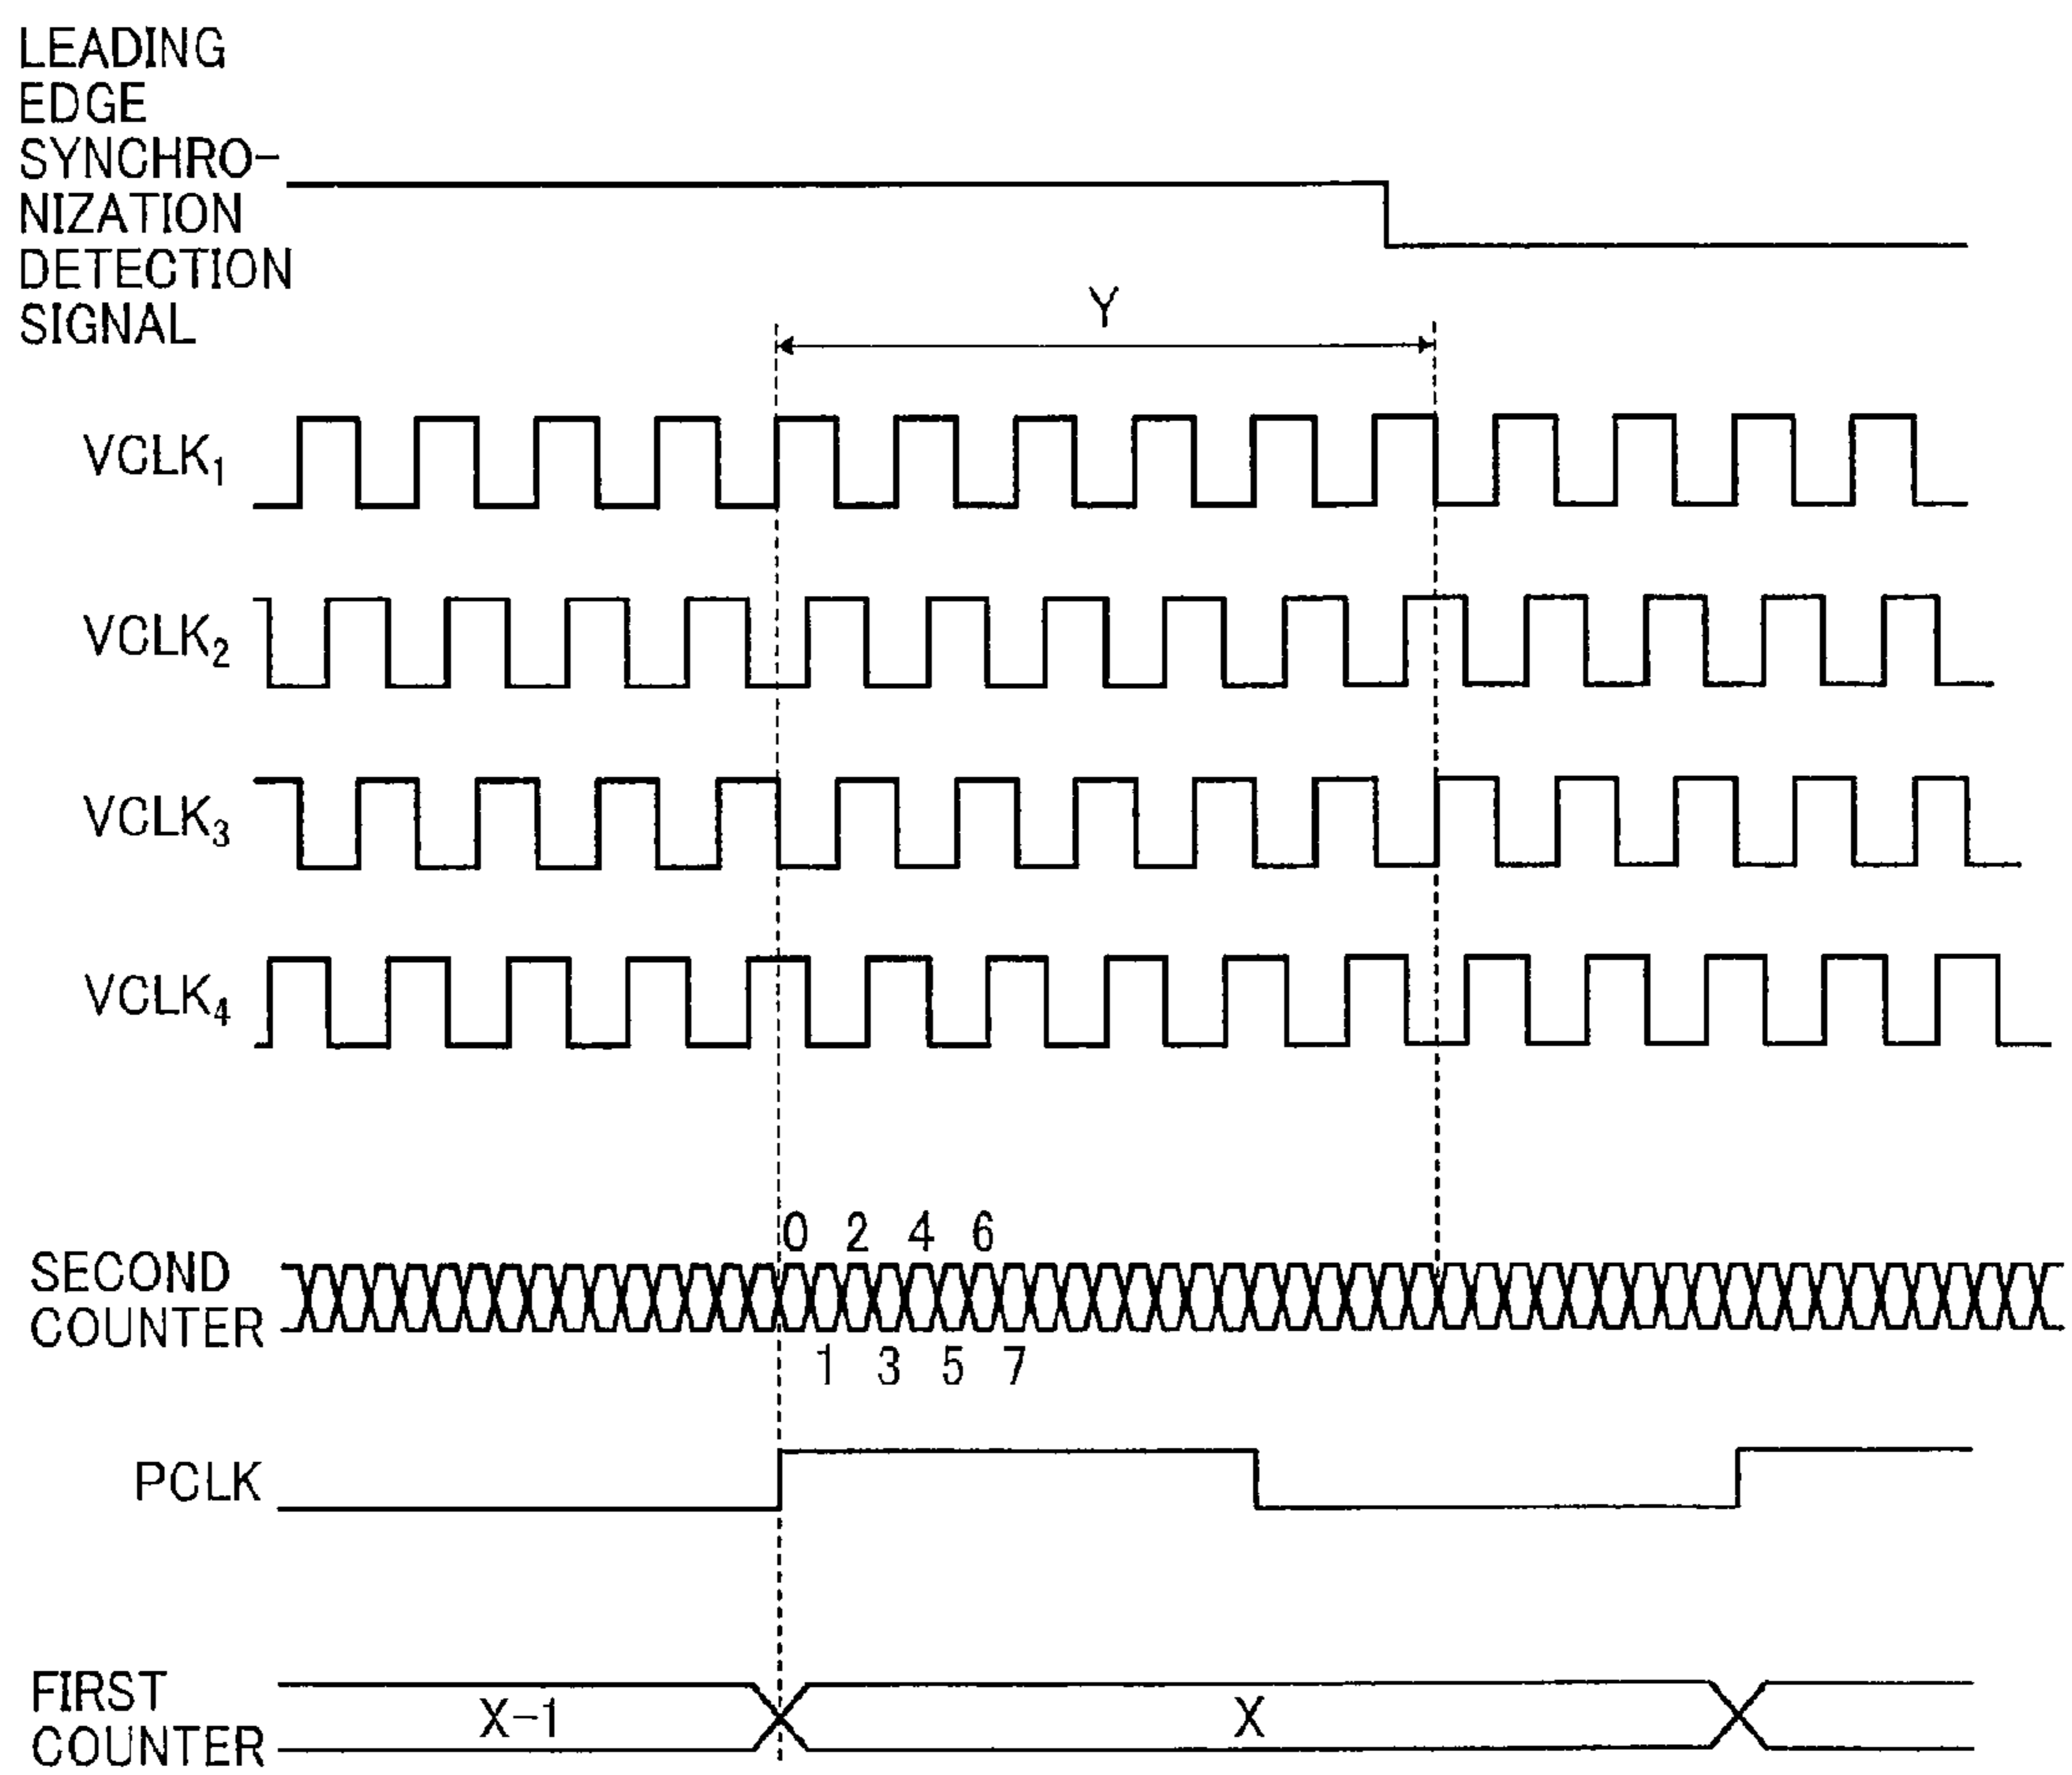 LEADING
EDGE
SYNCHRO-
NIZATION
DETECTION
SIGNAL
Y
VCLK₁
VCLK₂
VCLK₃
VCLK₄
0 2 4 6
SECOND
COUNTER
1 3 5 7
PCLK
FIRST
COUNTER
X-1
X